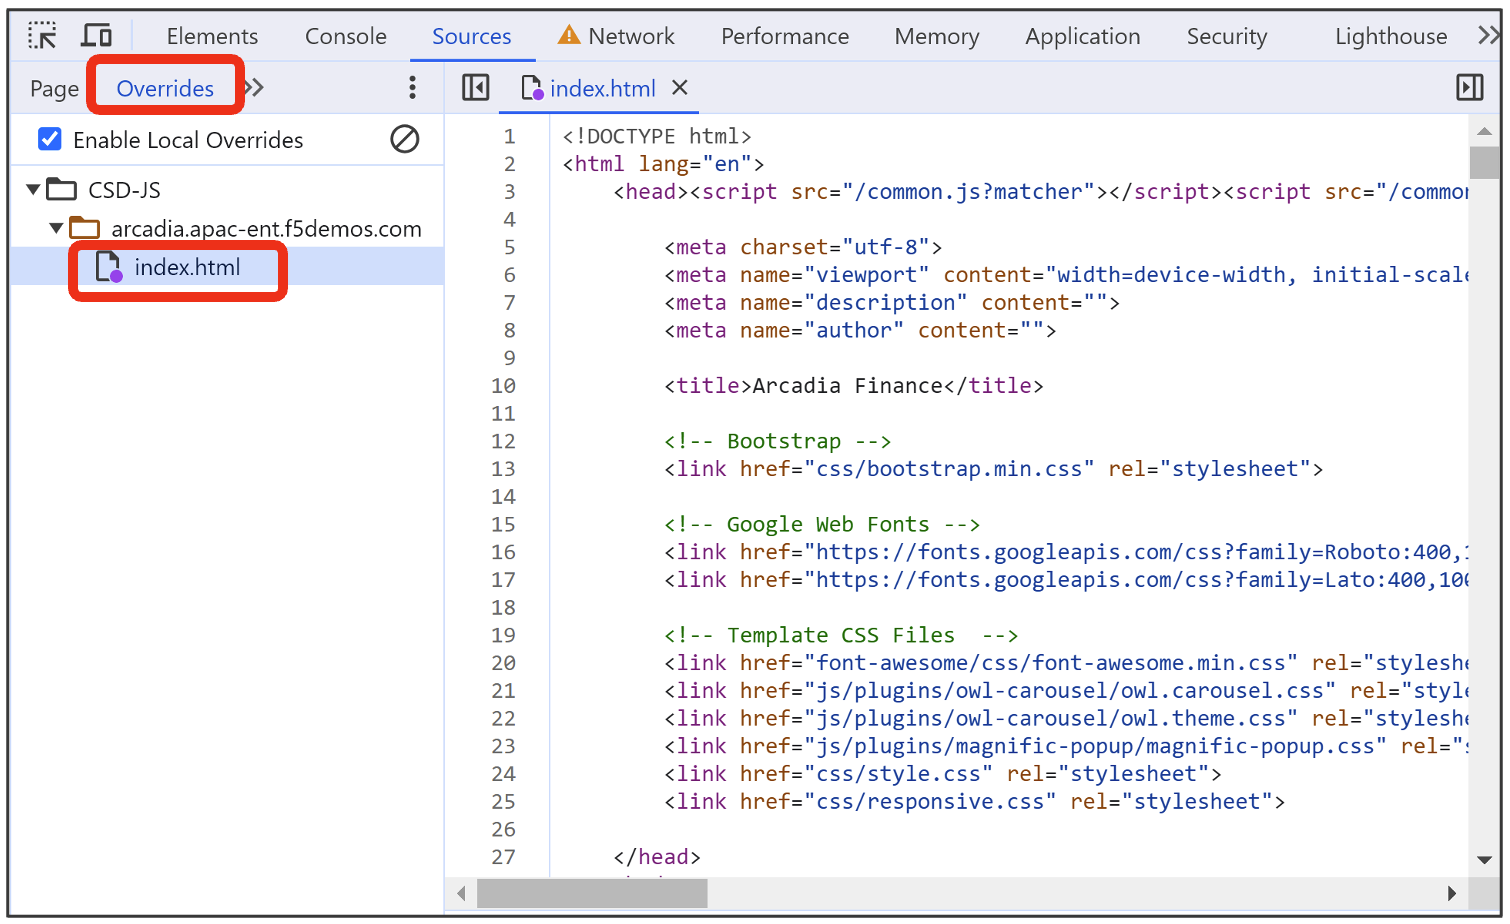 Elements Console Sources Network Performance Memory Application Security Lighthouse
Page Overrides
index.html
Enable Local Overrides
CSD-JS
arcadia.apac-ent.f5demos.com
index.html
1 <!DOCTYPE html>
2 <html lang="en">
3 <head><script src="/common.js?matcher"></script><script src="/common
4
5 <meta charset="utf-8">
6 <meta name="viewport" content="width=device-width, initial-scale
7 <meta name="description" content="">
8 <meta name="author" content="">
9
10 <title>Arcadia Finance</title>
11
12 <!-- Bootstrap -->
13 <link href="css/bootstrap.min.css" rel="stylesheet">
14
15 <!-- Google Web Fonts -->
16 <link href="https://fonts.googleapis.com/css?family=Roboto:400,1
17 <link href="https://fonts.googleapis.com/css?family=Lato:400,100
18
19 <!-- Template CSS Files  -->
20 <link href="font-awesome/css/font-awesome.min.css" rel="styleshe
21 <link href="js/plugins/owl-carousel/owl.carousel.css" rel="style
22 <link href="js/plugins/owl-carousel/owl.theme.css" rel="styleshe
23 <link href="js/plugins/magnific-popup/magnific-popup.css" rel="s
24 <link href="css/style.css" rel="stylesheet">
25 <link href="css/responsive.css" rel="stylesheet">
26
27 </head>